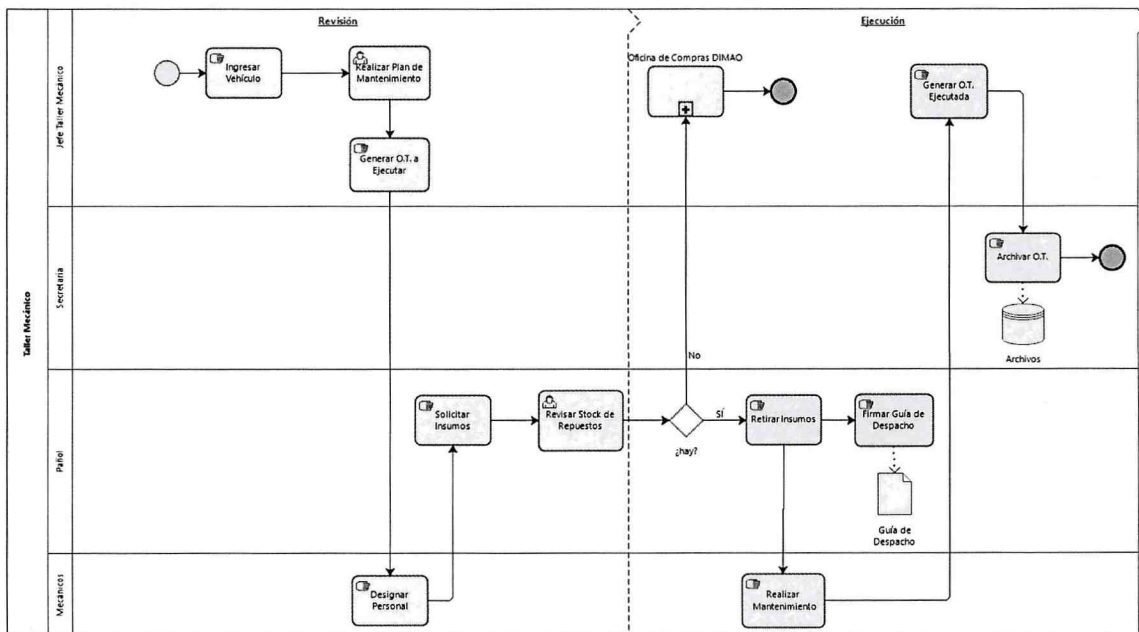 Revisión
Ejecución
Taller Mecánico
Jefe Taller Mecánico
Ingresar
Vehículo
Realizar Plan de
Mantenimiento
Generar O.T. a
Ejecutar
Oficina de Compras DIMAO
Generar O.T.
Ejecutada
Secretaria
Archivar O.T.
Archivos
No
Pañol
Solicitar
Insumos
Revisar Stock de
Repuestos
¿hay?
SÍ
Retirar Insumos
Firmar Guía de
Despacho
Guía de
Despacho
Mecánicos
Designar
Personal
Realizar
Mantenimiento